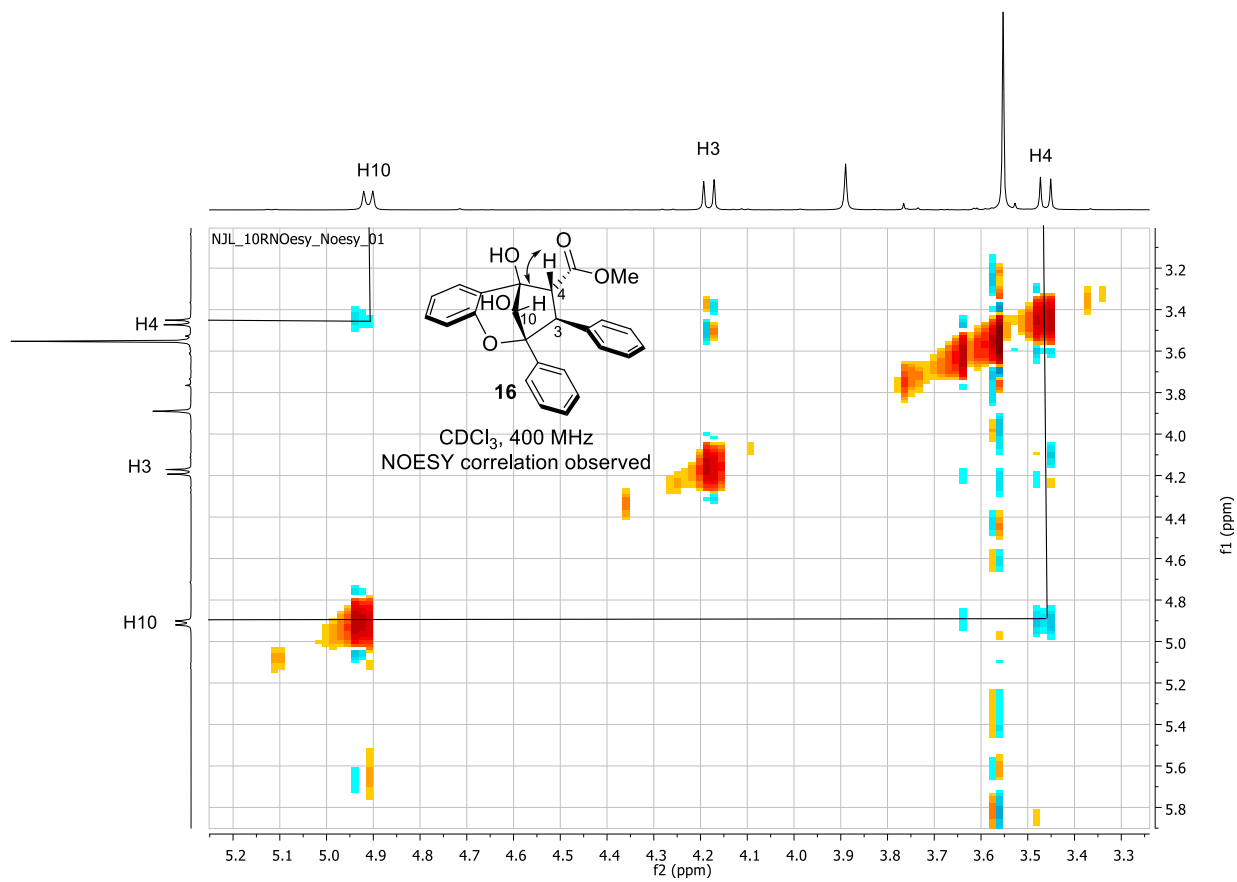 H10
H3
H4
NJL_10RNOesy_Noesy_01
HO
H
O
OMe
4
HO
H
10
3
O
16
CDCl₃, 400 MHz
NOESY correlation observed
H4
H3
H10
3.2
3.4
3.6
3.8
4.0
4.2
4.4
4.6
4.8
5.0
5.2
5.4
5.6
5.8
f1 (ppm)
5.2 5.1 5.0 4.9 4.8 4.7 4.6 4.5 4.4 4.3 4.2 4.1 4.0 3.9 3.8 3.7 3.6 3.5 3.4 3.3
f2 (ppm)